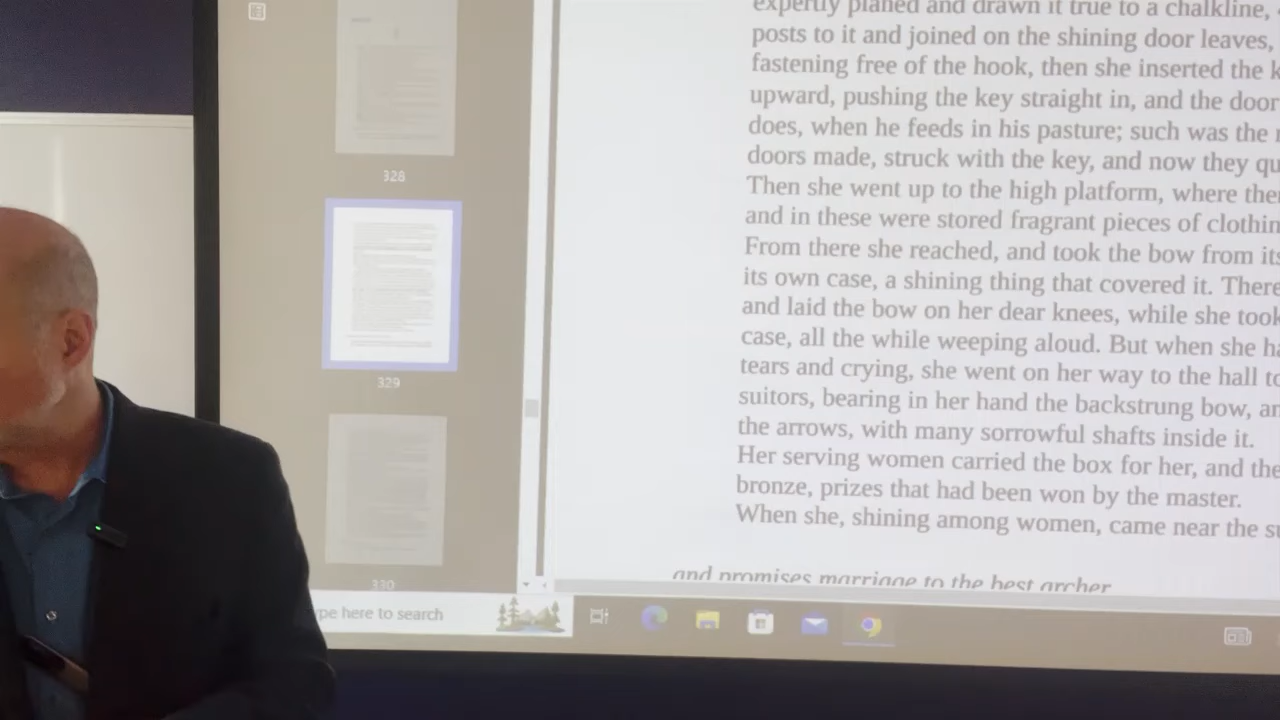 expertly planed and drawn it true to a chalkline,
posts to it and joined on the shining door leaves,
fastening free of the hook, then she inserted the
upward, pushing the key straight in, and the door
does, when he feeds in his pasture; such was the
doors made, struck with the key, and now they
Then she went up to the high platform, where
and in these were stored fragrant pieces of
From there she reached, and took the bow from
its own case, a shining thing that covered it. There
and laid the bow on her dear knees, while she took
case, all the while weeping aloud. But when she
tears and crying, she went on her way to the hall
suitors, bearing in her hand the backstrung bow,
the arrows, with many sorrowful shafts inside it.
Her serving women carried the box for her, and
bronze, prizes that had been won by the master.
When she, shining among women, came near the
and promises marriage to the best archer
328
329
330
here to search